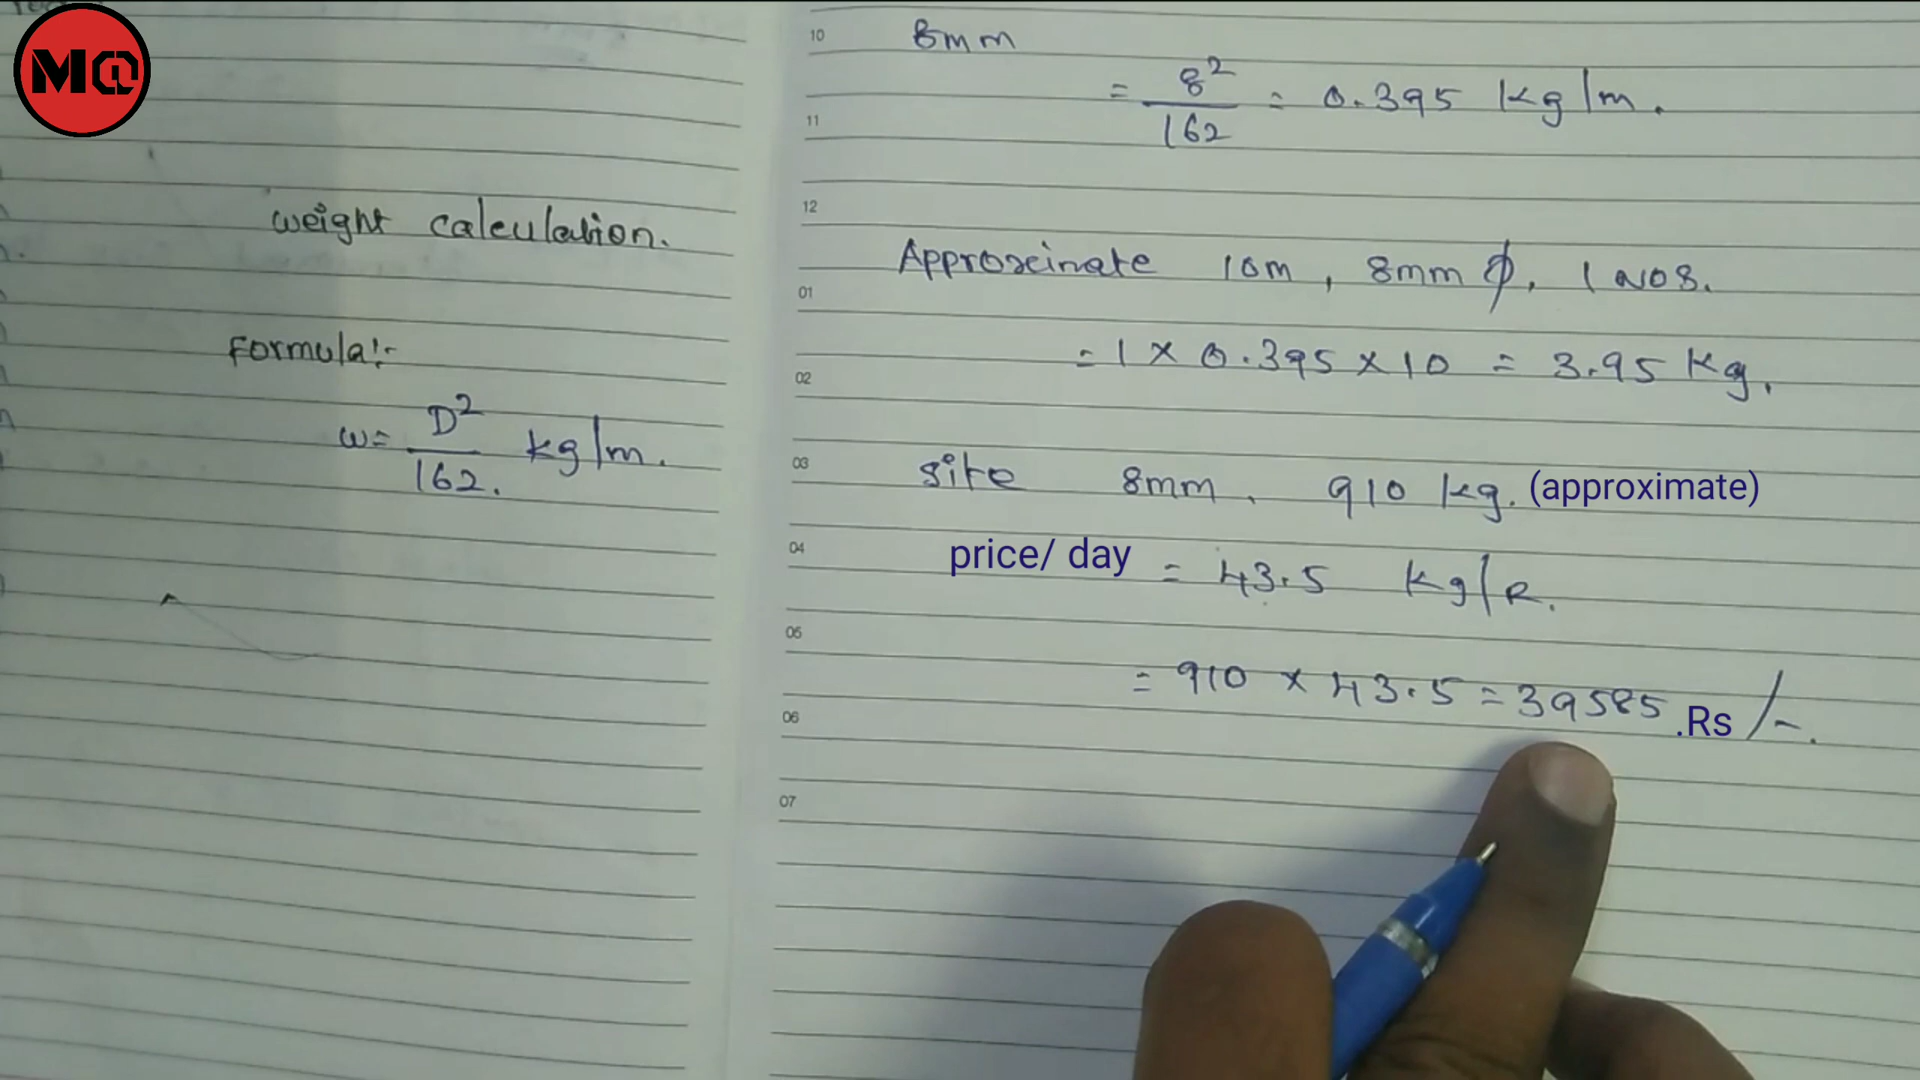 M@
weight calculation.
Formula:-
w = D²/162. kg/m.
10
8mm
= 8²/162 = 0.395 kg/m.
11
12
Approxinate 10m, 8mm ϕ, 1 NOS.
01
= 1 × 0.395 × 10 = 3.95 kg.
02
03
site 8mm. 910 kg. (approximate)
04
price/ day = 43.5 kg/R.
05
= 910 × 43.5 = 39585 .Rs /-.
06
07